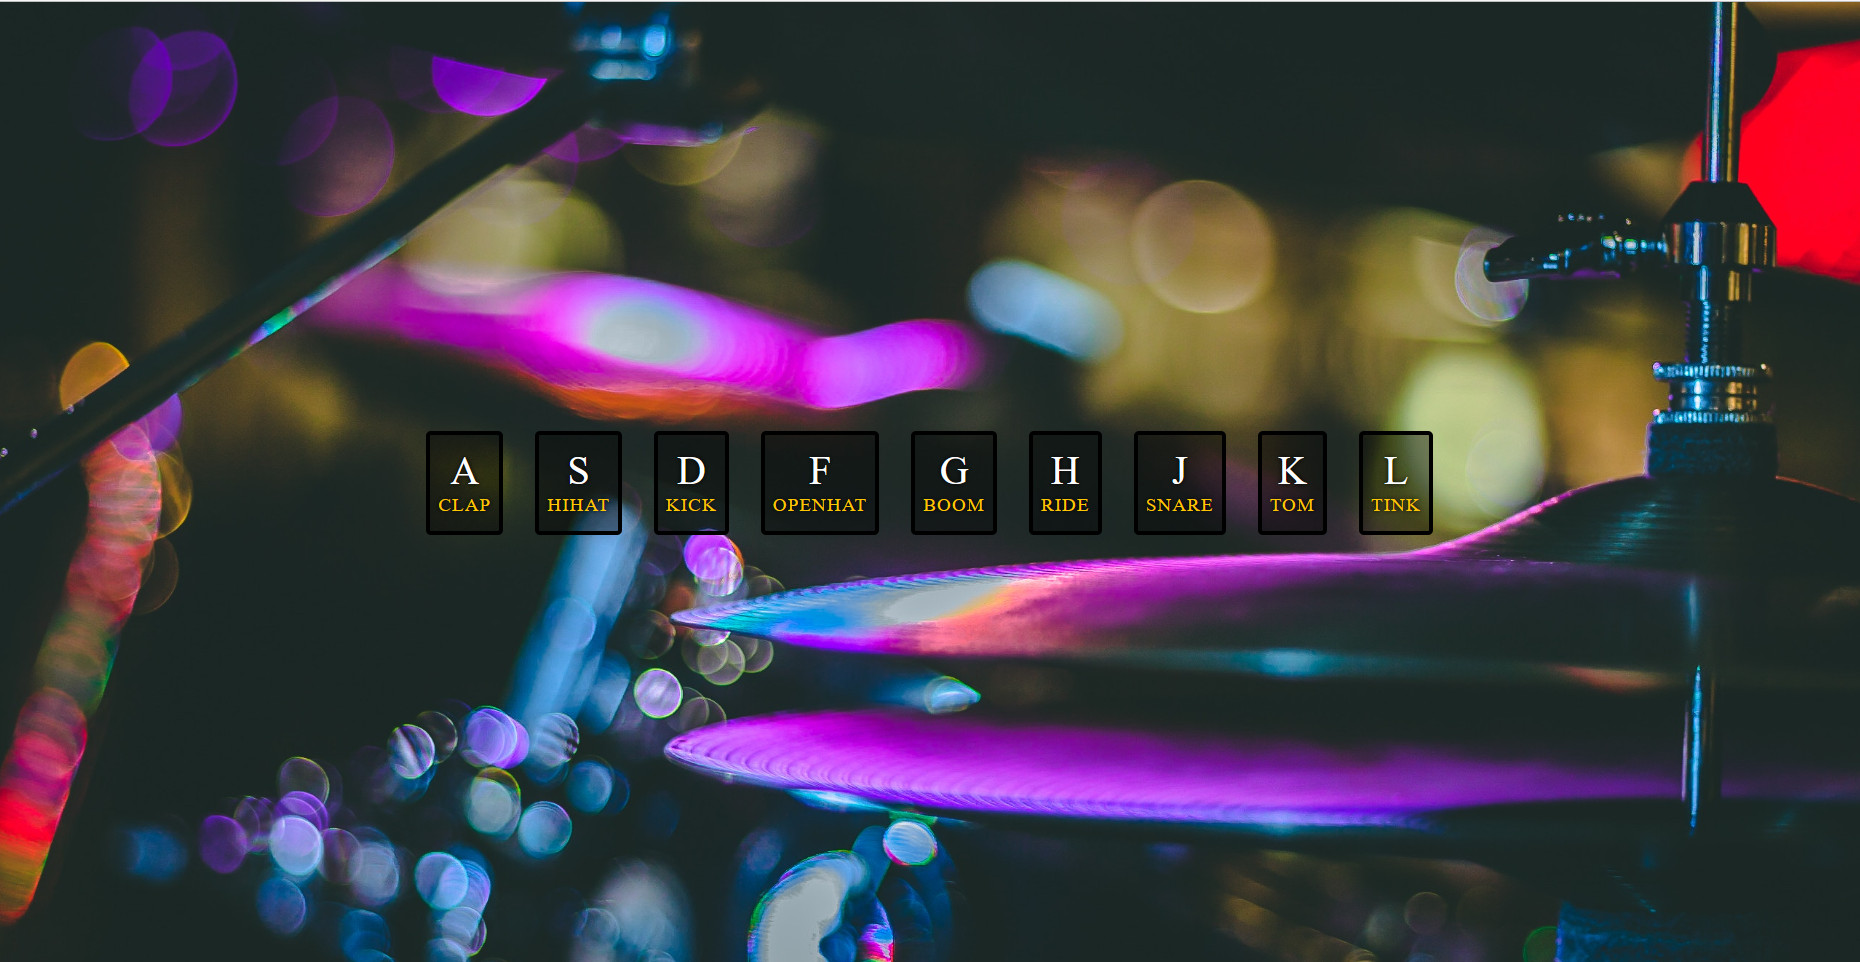 A S D F G H J K L
CLAP HIHAT KICK OPENHAT BOOM RIDE SNARE TOM TINK